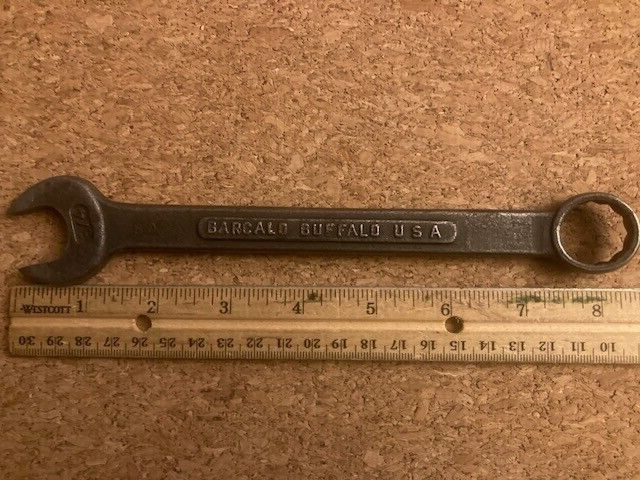 BARCALO BUFFALO USA
WESTCOTT 1 2 3 4 5 6 7 8
30 29 28 27 26 25 24 23 22 21 20 19 18 17 16 15 14 13 12 11 10